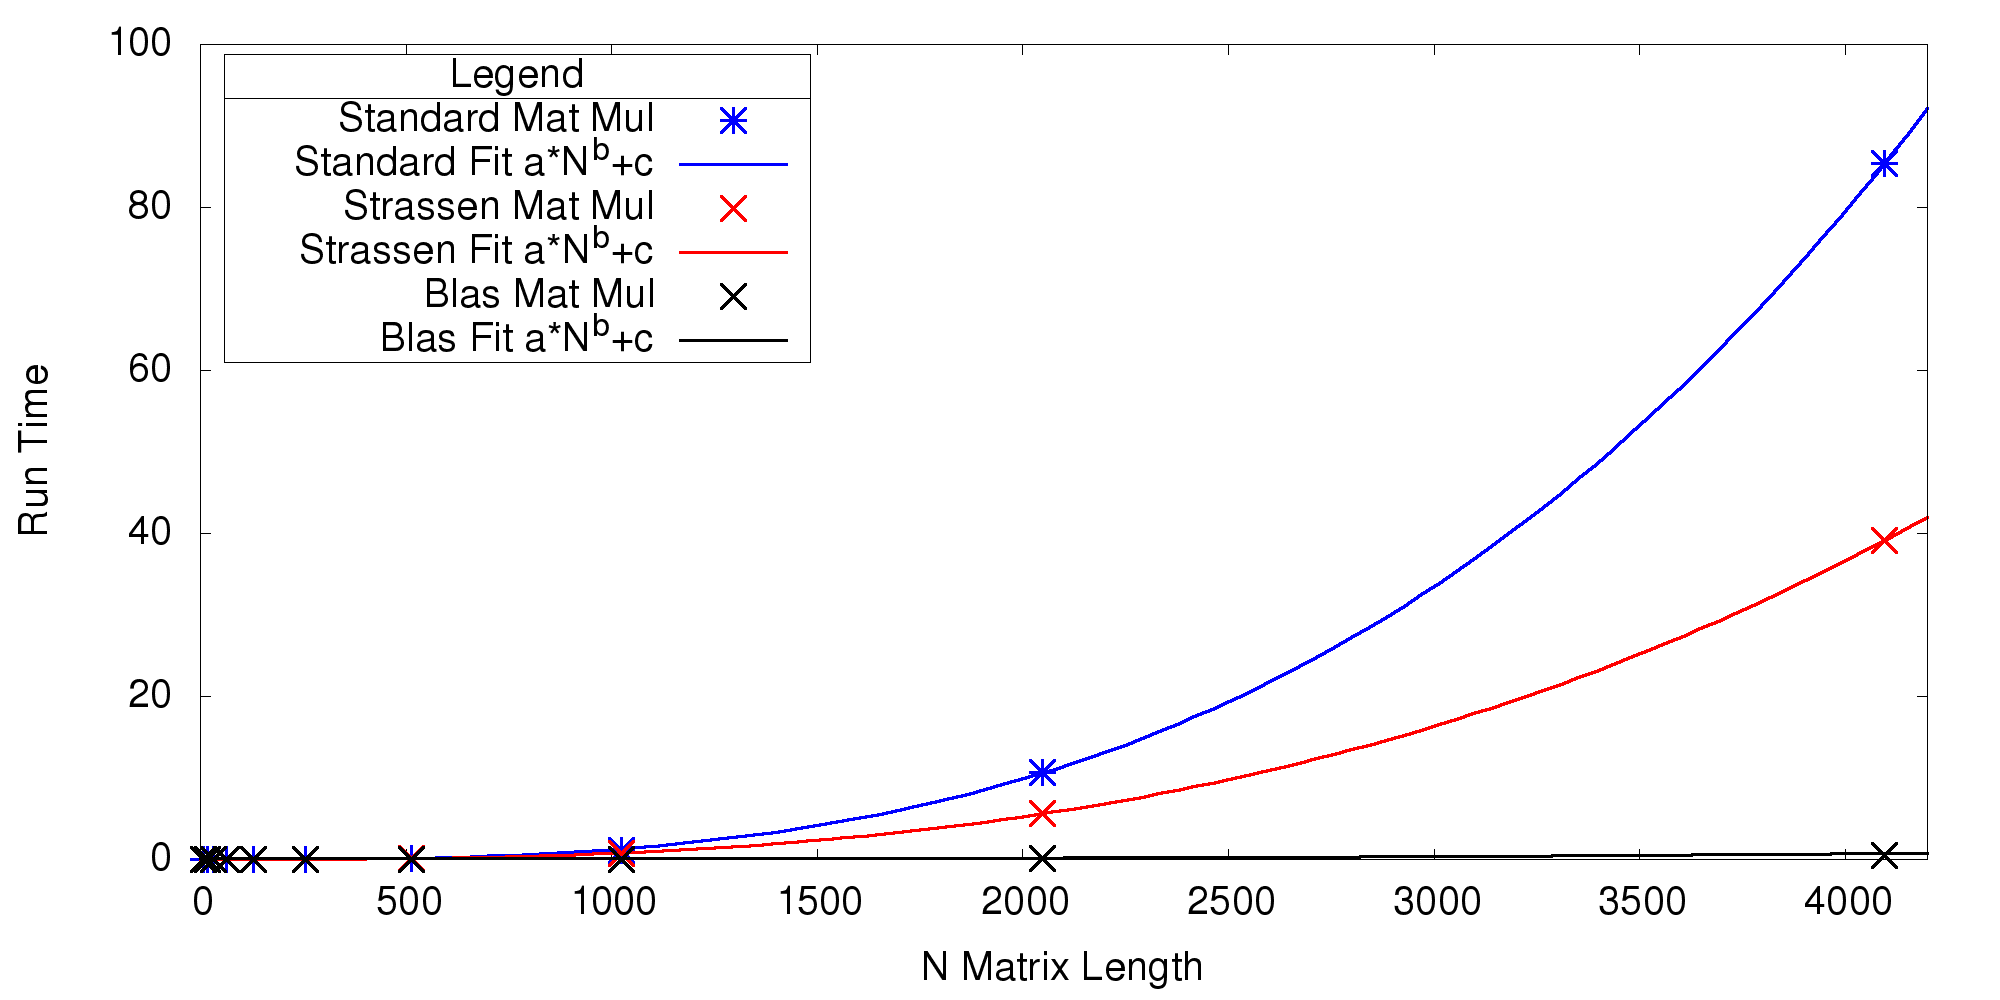 100
80
60
40
20
0
Run Time
Legend
Standard Mat Mul
Standard Fit a*N^b+c
Strassen Mat Mul
Strassen Fit a*N^b+c
Blas Mat Mul
Blas Fit a*N^b+c
0 500 1000 1500 2000 2500 3000 3500 4000
N Matrix Length